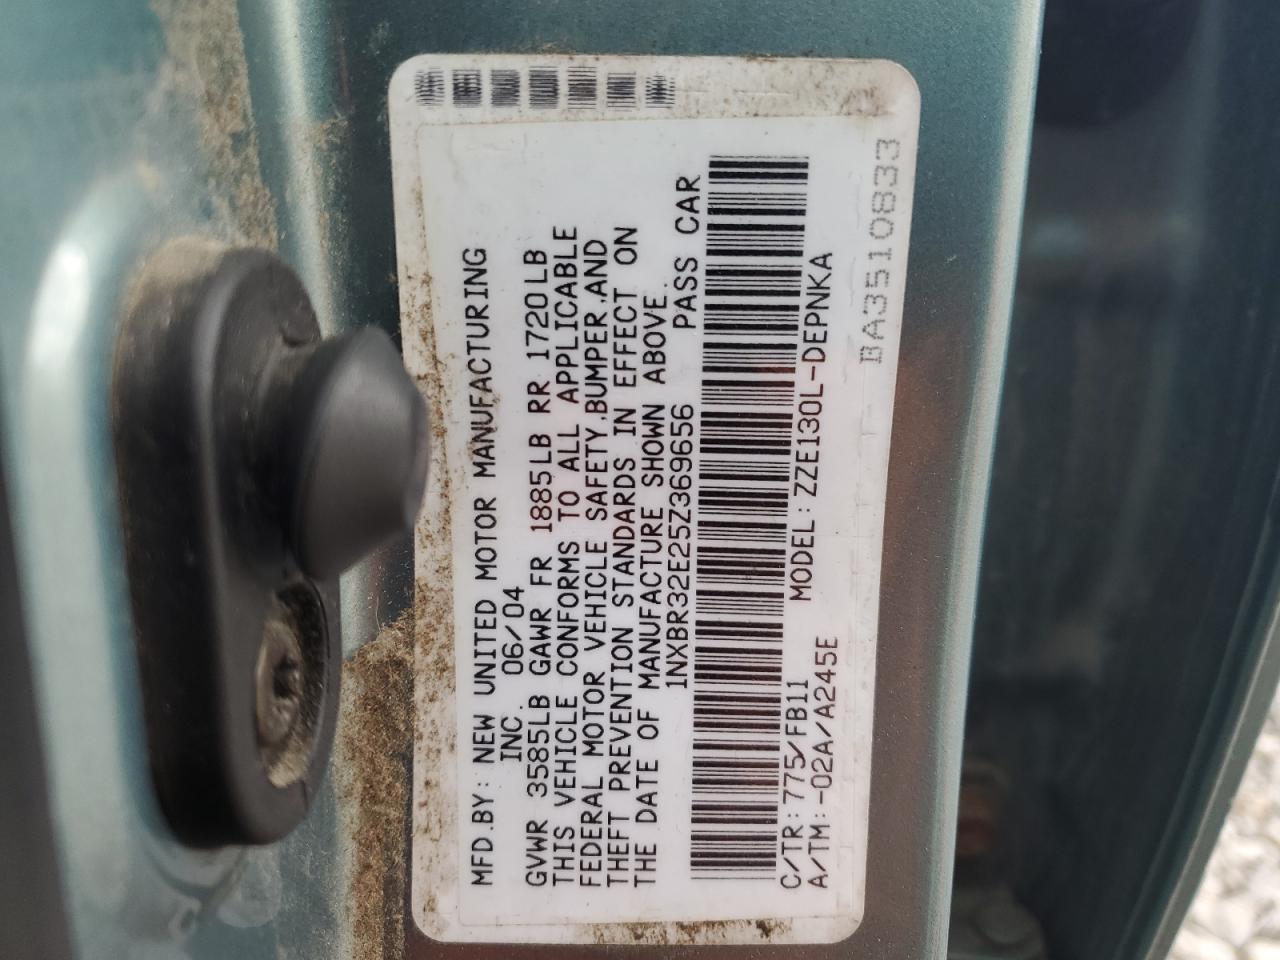 MFD.BY: NEW UNITED MOTOR MANUFACTURING
INC. 06/04
GVWR 3585LB GAWR FR 1885LB RR 1720LB
THIS VEHICLE CONFORMS TO ALL APPLICABLE
FEDERAL MOTOR VEHICLE SAFETY,BUMPER,AND
THEFT PREVENTION STANDARDS IN EFFECT ON
THE DATE OF MANUFACTURE SHOWN ABOVE.
1NXBR32E25Z369656 PASS CAR
C/TR: 775/FB11 MODEL: ZZE130L-DEPNKA
A/TM:-02A/A245E
BA3510833